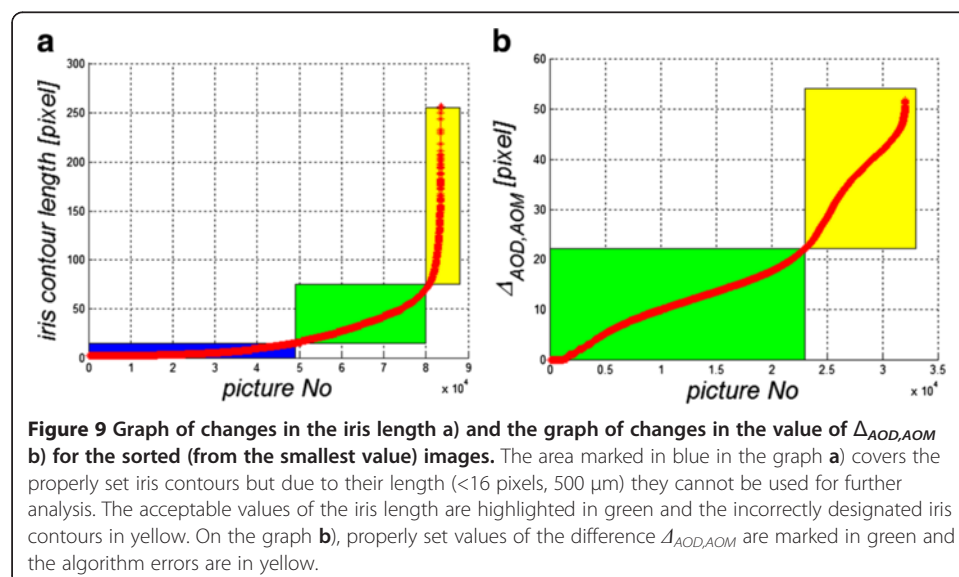 a
b
300
250
200
150
100
50
0
iris contour length [pixel]
0 1 2 3 4 5 6 7 8 9
× 10⁴
picture No
60
50
40
30
20
10
0
Δ_AOD,AOM [pixel]
0 0.5 1 1.5 2 2.5 3 3.5
× 10⁴
picture No
Figure 9 Graph of changes in the iris length a) and the graph of changes in the value of Δ_AOD,AOM
b) for the sorted (from the smallest value) images. The area marked in blue in the graph a) covers the
properly set iris contours but due to their length (<16 pixels, 500 μm) they cannot be used for further
analysis. The acceptable values of the iris length are highlighted in green and the incorrectly designated iris
contours in yellow. On the graph b), properly set values of the difference Δ_AOD,AOM are marked in green and
the algorithm errors are in yellow.